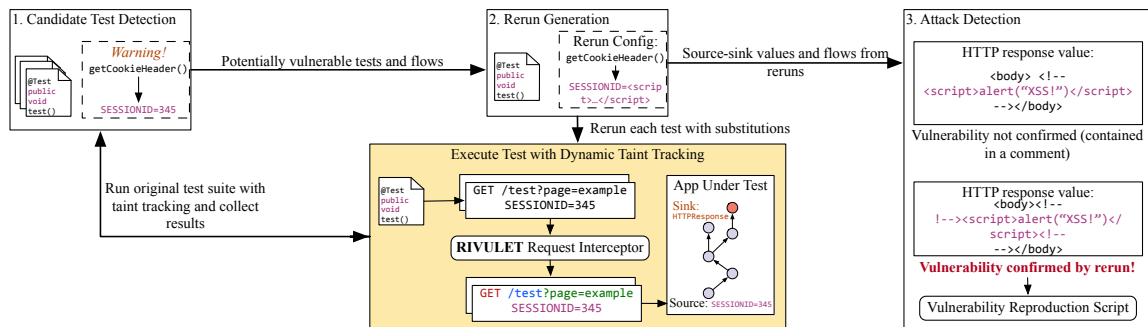 1. Candidate Test Detection
Warning!
getCookieHeader()
SESSIONID=345
@Test
public
void
test()
Potentially vulnerable tests and flows
2. Rerun Generation
@Test
public
void
test()
Rerun Config:
getCookieHeader()
SESSIONID=<scrip
t>…</script>
Source-sink values and flows from
reruns
Rerun each test with substitutions
Run original test suite with
taint tracking and collect
results
Execute Test with Dynamic Taint Tracking
@Test
public
void
test()
GET /test?page=example
SESSIONID=345
RIVULET Request Interceptor
GET /test?page=example
SESSIONID=345
App Under Test
Sink:
HTTPResponse
Source: SESSIONID=345
3. Attack Detection
HTTP response value:
<body> <!--
<script>alert(“XSS!”)</script>
--></body>
Vulnerability not confirmed (contained
in a comment)
HTTP response value:
<body><!--
!--><script>alert(“XSS!”)</
script><!--
--></body>
Vulnerability confirmed by rerun!
Vulnerability Reproduction Script